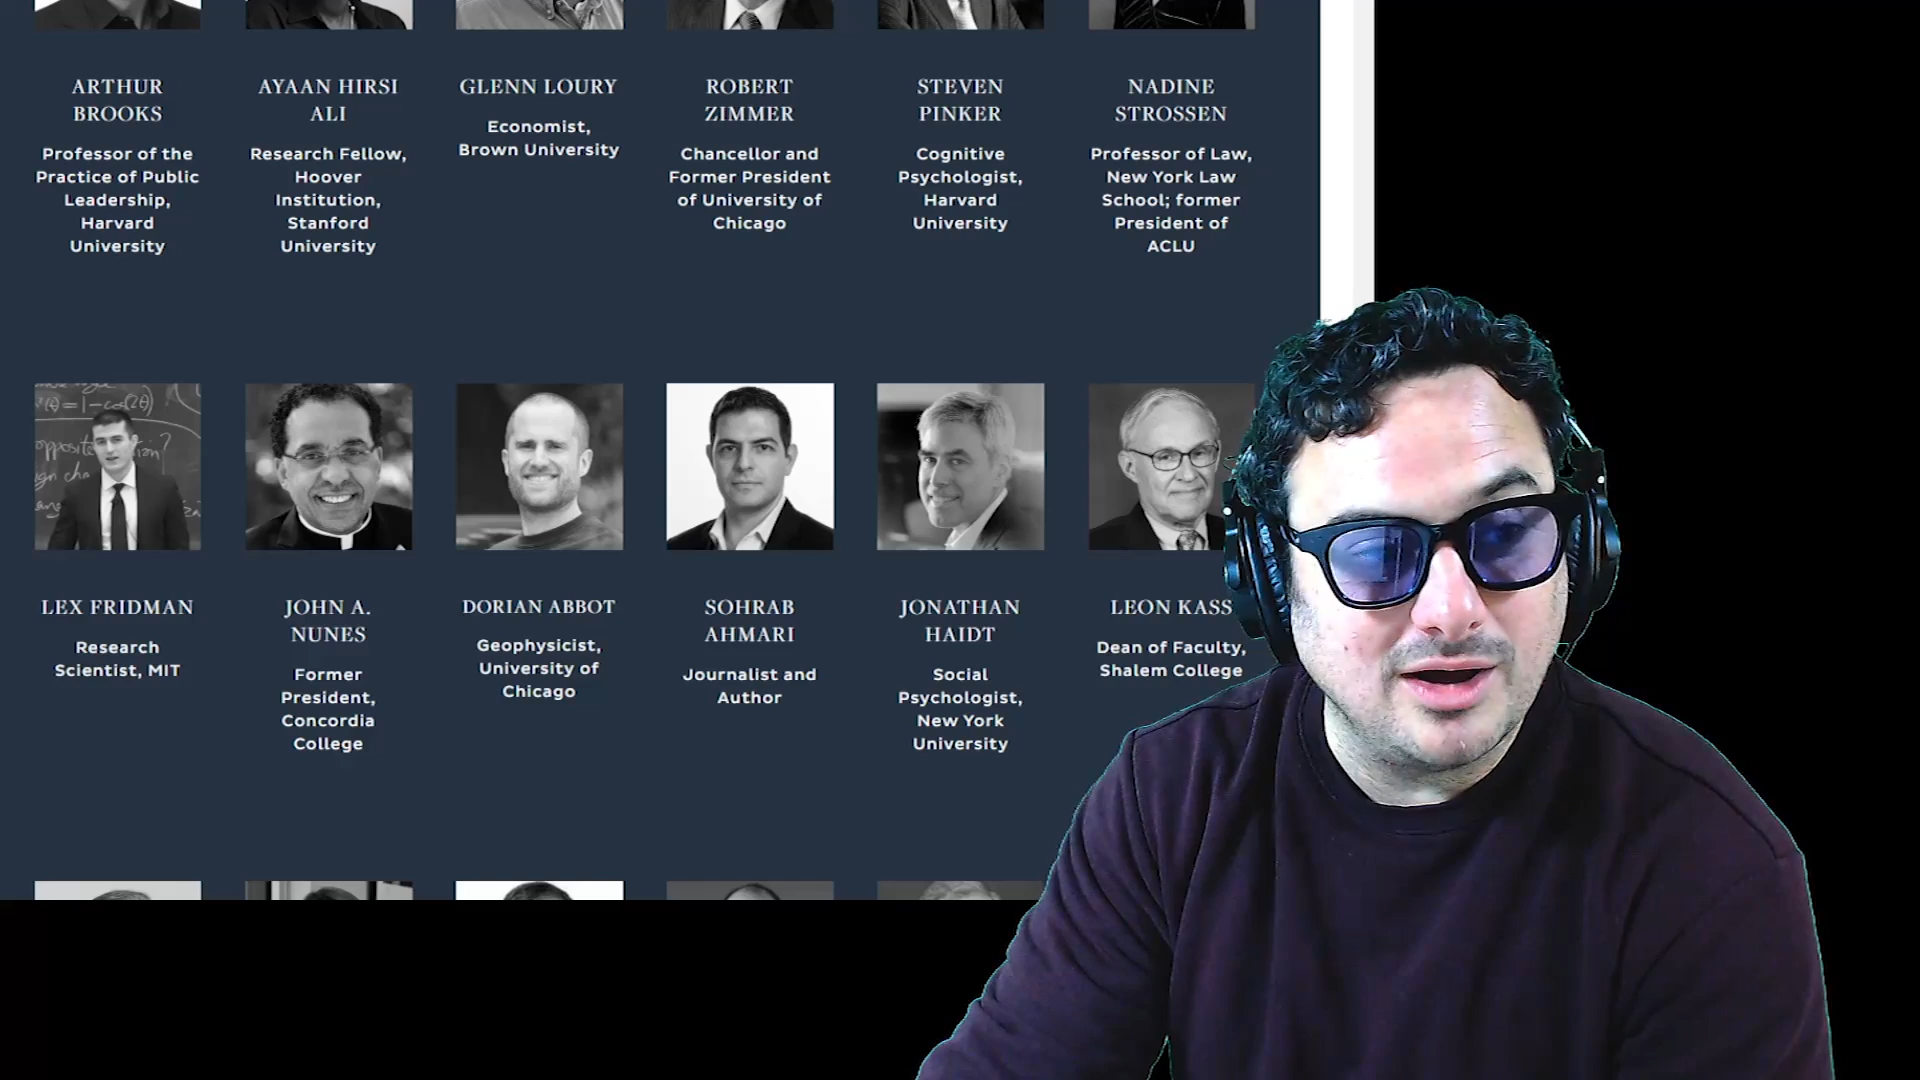 ARTHUR
BROOKS
Professor of the
Practice of Public
Leadership,
Harvard
University
AYAAN HIRSI
ALI
Research Fellow,
Hoover
Institution,
Stanford
University
GLENN LOURY
Economist,
Brown University
ROBERT
ZIMMER
Chancellor and
Former President
of University of
Chicago
STEVEN
PINKER
Cognitive
Psychologist,
Harvard
University
NADINE
STROSSEN
Professor of Law,
New York Law
School; former
President of
ACLU
LEX FRIDMAN
Research
Scientist, MIT
JOHN A.
NUNES
Former
President,
Concordia
College
DORIAN ABBOT
Geophysicist,
University of
Chicago
SOHRAB
AHMARI
Journalist and
Author
JONATHAN
HAIDT
Social
Psychologist,
New York
University
LEON KASS
Dean of Faculty,
Shalem College